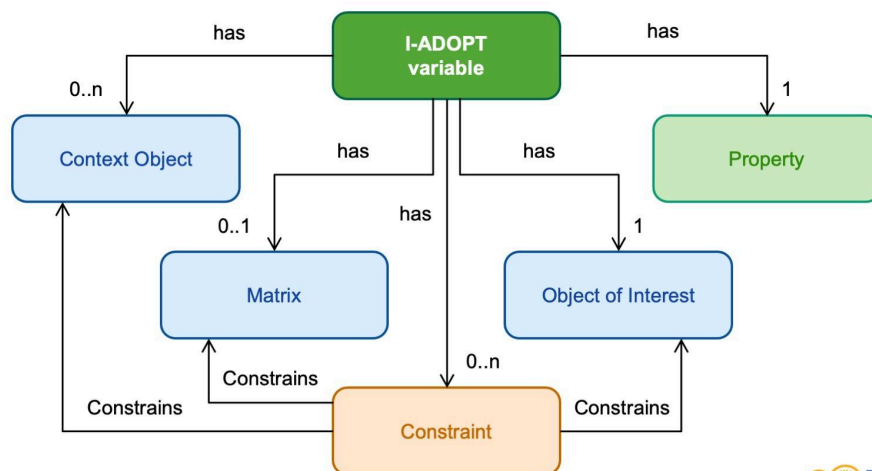 has
I-ADOPT
variable
has
0..n
1
Context Object
has
has
Property
0..1
has
1
Matrix
Object of Interest
0..n
Constrains
Constrains
Constraint
Constrains